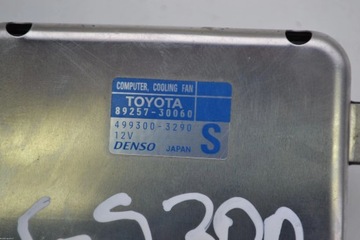 COMPUTER, COOLING FAN
TOYOTA
89257-30060
499300-3290
12V
S
DENSO JAPAN
GS300